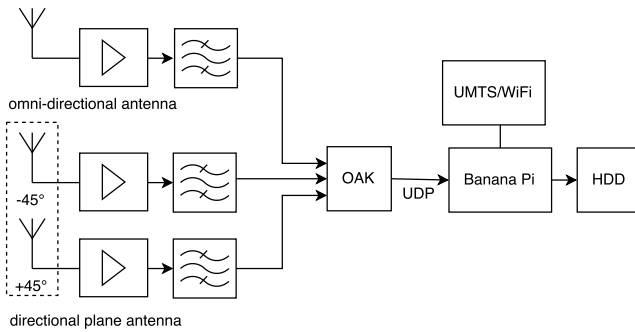 omni-directional antenna
UMTS/WiFi
-45°
OAK
UDP
Banana Pi
HDD
+45°
directional plane antenna